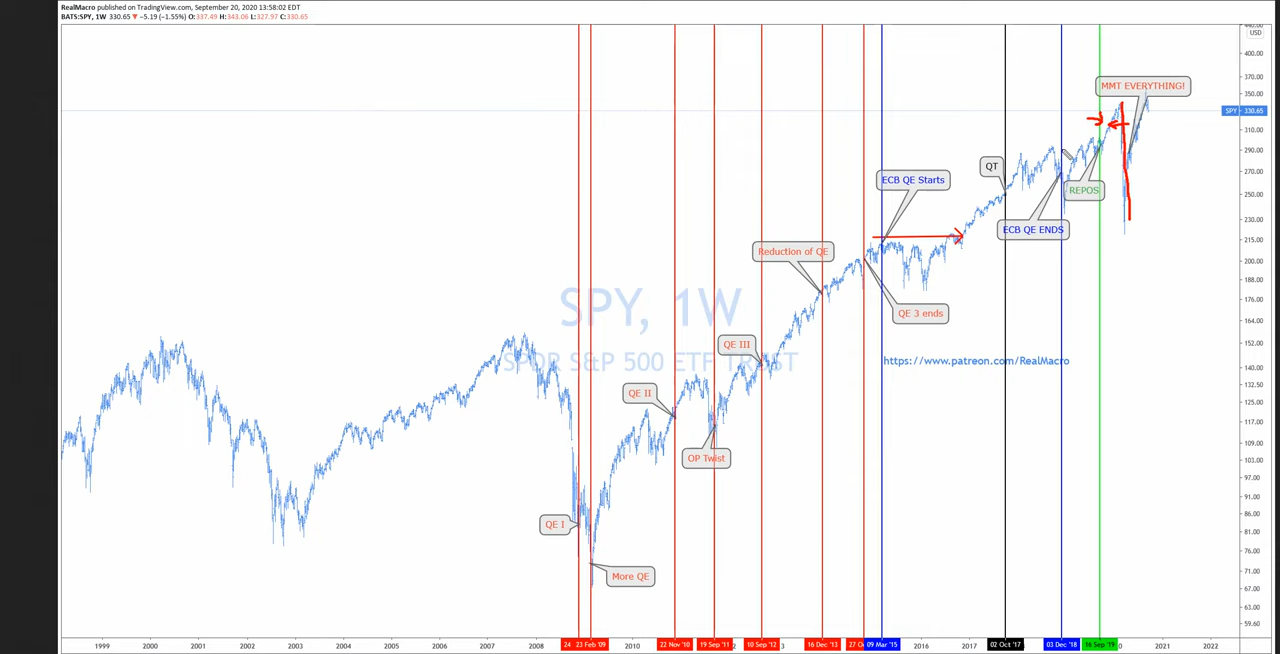 RealMacro published on TradingView.com, September 20, 2020 13:58:02 EDT
BATS:SPY, 1W 330.65 ▼ −5.19 (−1.55%) O:337.49 H:343.06 L:327.97 C:330.65
USD
400.00
370.00
MMT EVERYTHING!
350.00
SPY 330.65
310.00
290.00
QT
270.00
ECB QE Starts
REPOS
250.00
ECB QE ENDS
230.00
215.00
Reduction of QE
200.00
188.00
SPY, 1W
176.00
QE 3 ends
164.00
QE III
152.00
SPDR S&P 500 ETF TRUST
https://www.patreon.com/RealMacro
140.00
132.50
QE II
125.00
117.00
109.00
OP Twist
103.00
97.00
91.00
QE I
86.00
81.00
76.00
More QE
71.00
67.00
63.00
59.60
1999 2000 2001 2002 2003 2004 2005 2006 2007 2008 24 23 Feb '09 2010 22 Nov '10 19 Sep '11 2 10 Sep '12 3 16 Dec '13 27 O 09 Mar '15 2016 2017 02 Oct '17 03 Dec '18 16 Sep '19 0 2021 2022